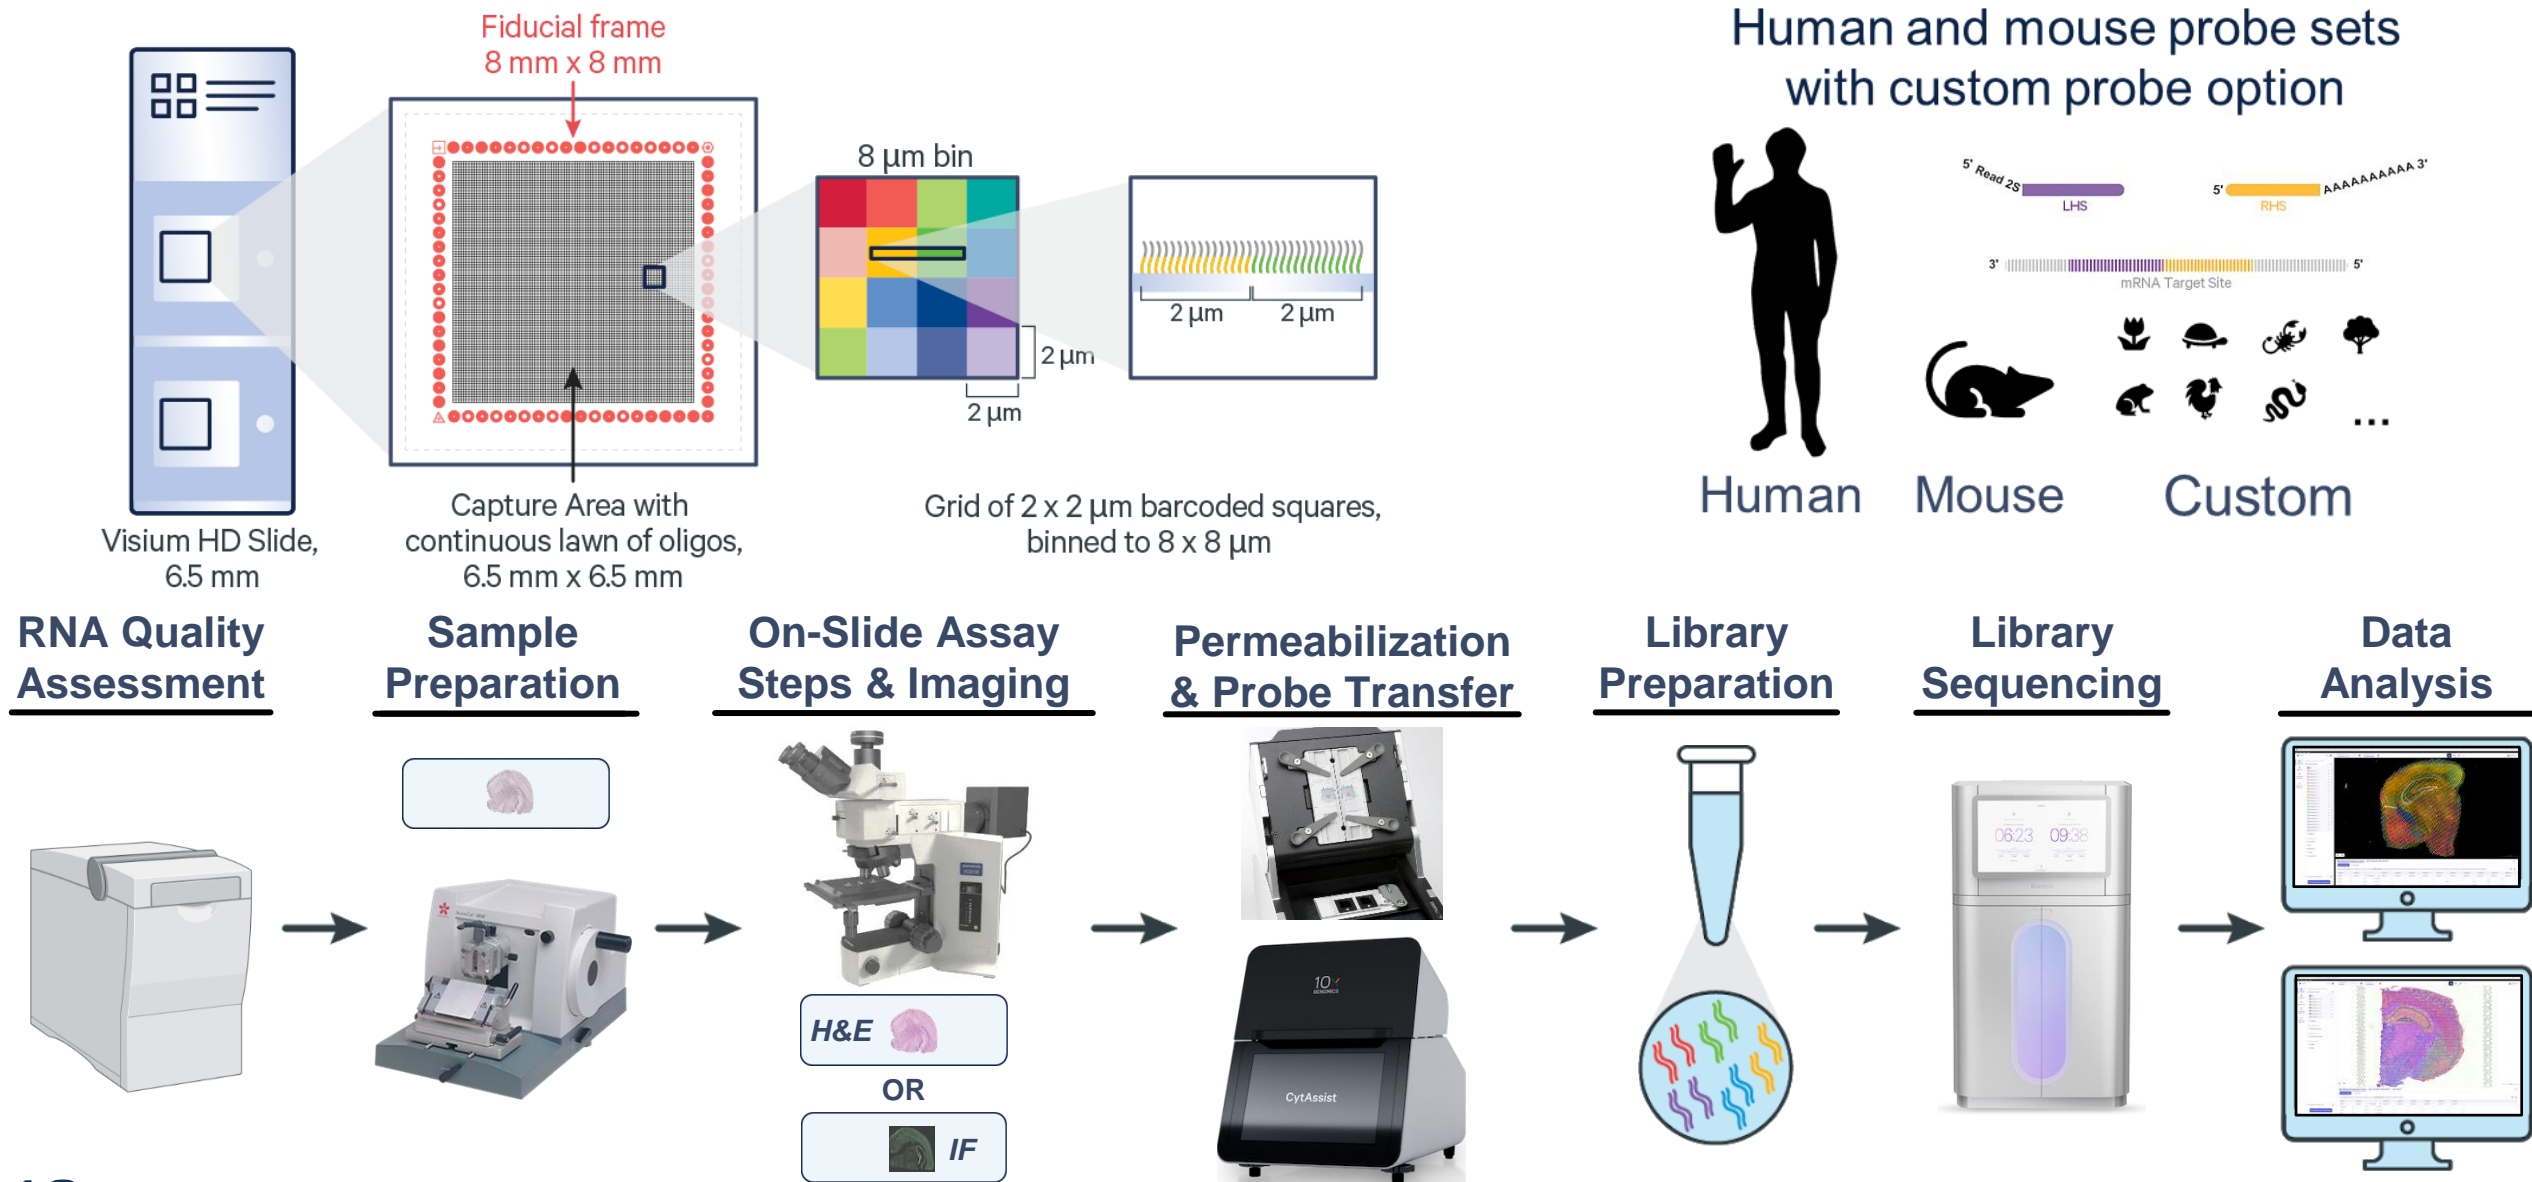 Fiducial frame
8 mm x 8 mm
8 µm bin
2 µm
2 µm
2 µm
2 µm
Visium HD Slide,
6.5 mm
Capture Area with
continuous lawn of oligos,
6.5 mm x 6.5 mm
Grid of 2 x 2 µm barcoded squares,
binned to 8 x 8 µm
Human and mouse probe sets
with custom probe option
5' Read 2S
LHS
5'
AAAAAAAAAA 3'
RHS
3'
5'
mRNA Target Site
...
Human
Mouse
Custom
RNA Quality
Assessment
Sample
Preparation
On-Slide Assay
Steps & Imaging
Permeabilization
& Probe Transfer
Library
Preparation
Library
Sequencing
Data
Analysis
H&E
OR
IF
10x
GENOMICS
CytAssist
06:23
09:38